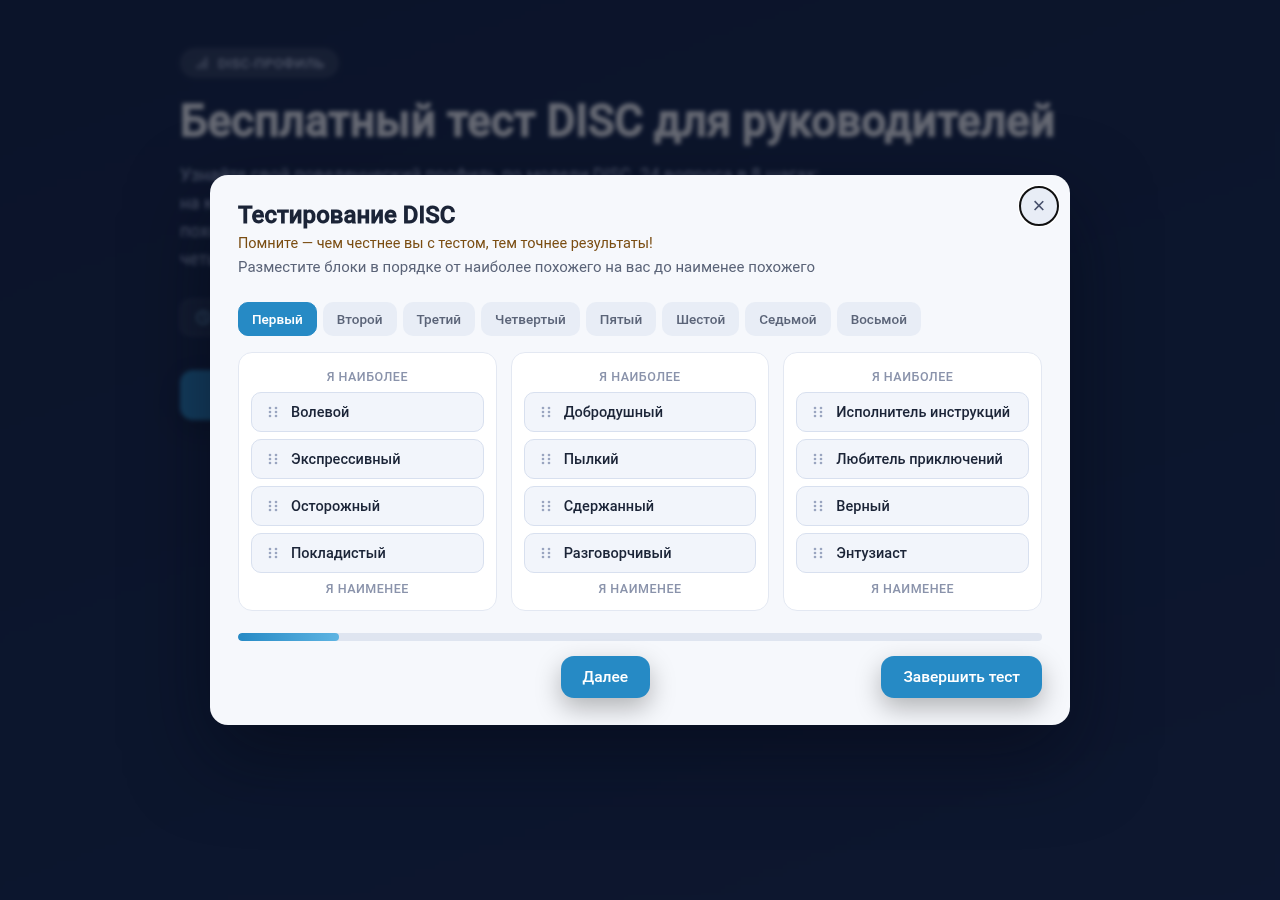 DISC-ПРОФИЛЬ
Бесплатный тест DISC для руководителей
Тестирование DISC
×
Помните — чем честнее вы с тестом, тем точнее результаты!
Разместите блоки в порядке от наиболее похожего на вас до наименее похожего
Первый Второй Третий Четвертый Пятый Шестой Седьмой Восьмой
Я НАИБОЛЕЕ
Волевой
Экспрессивный
Осторожный
Покладистый
Я НАИМЕНЕЕ
Я НАИБОЛЕЕ
Добродушный
Пылкий
Сдержанный
Разговорчивый
Я НАИМЕНЕЕ
Я НАИБОЛЕЕ
Исполнитель инструкций
Любитель приключений
Верный
Энтузиаст
Я НАИМЕНЕЕ
Далее
Завершить тест